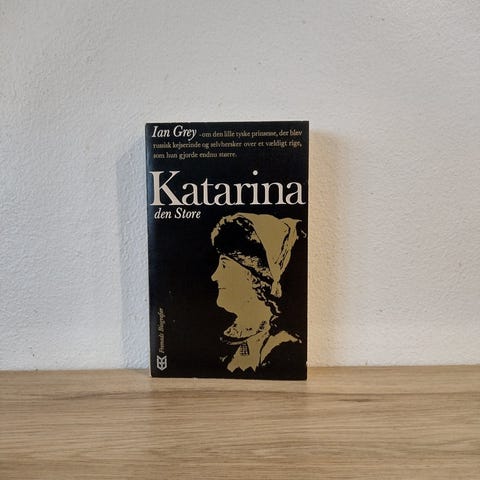 Ian Grey -om den lille tyske prinsesse, der blev
russisk kejserinde og selvhersker over et vældigt rige,
som hun gjorde endnu større.
Katarina
den Store
Fremads Biografier